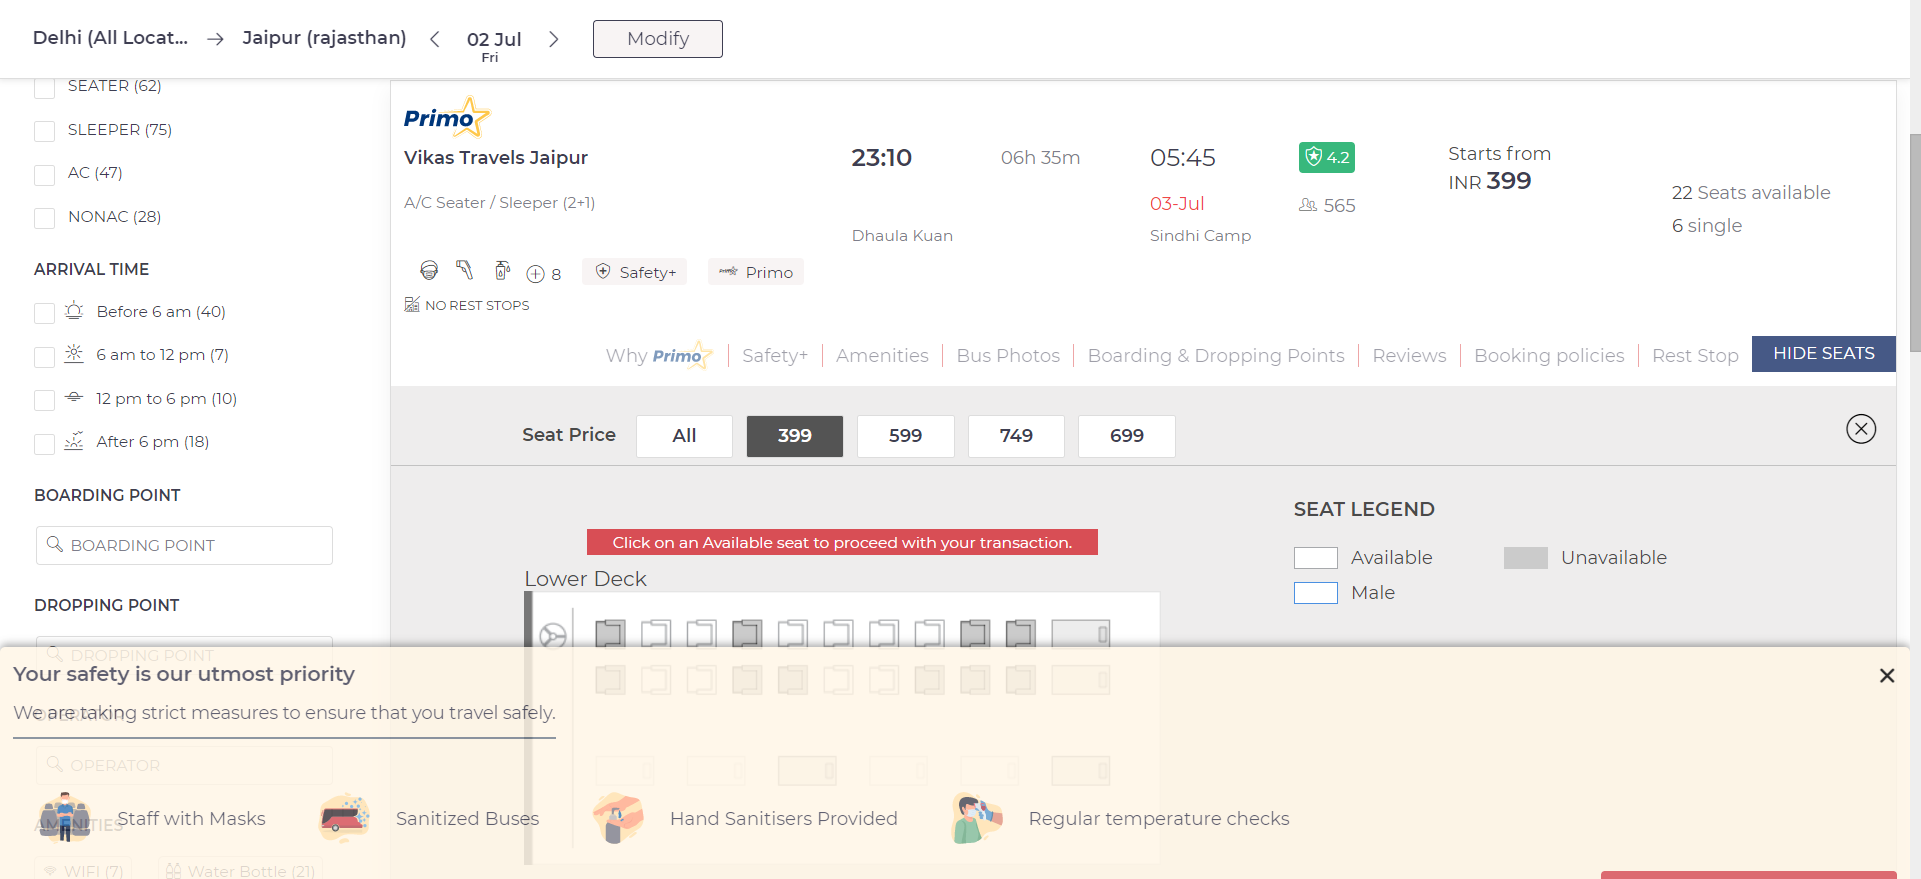 Delhi (All Locat... → Jaipur (rajasthan) < 02 Jul > Modify
Fri
SEATER (62)
SLEEPER (75)
AC (47)
NONAC (28)
ARRIVAL TIME
Before 6 am (40)
6 am to 12 pm (7)
12 pm to 6 pm (10)
After 6 pm (18)
BOARDING POINT
BOARDING POINT
DROPPING POINT
DROPPING POINT
OPERATOR
OPERATOR
AMENITIES
WIFI (7) Water Bottle (21)
Primo
Vikas Travels Jaipur
A/C Seater / Sleeper (2+1)
23:10
Dhaula Kuan
06h 35m
05:45
03-Jul
Sindhi Camp
4.2
565
Starts from
INR 399
22 Seats available
6 single
8 Safety+ Primo
NO REST STOPS
Why Primo Safety+ Amenities Bus Photos Boarding & Dropping Points Reviews Booking policies Rest Stop HIDE SEATS
Seat Price All 399 599 749 699
Click on an Available seat to proceed with your transaction.
Lower Deck
SEAT LEGEND
Available Unavailable
Male
Your safety is our utmost priority
We are taking strict measures to ensure that you travel safely.
Staff with Masks Sanitized Buses Hand Sanitisers Provided Regular temperature checks